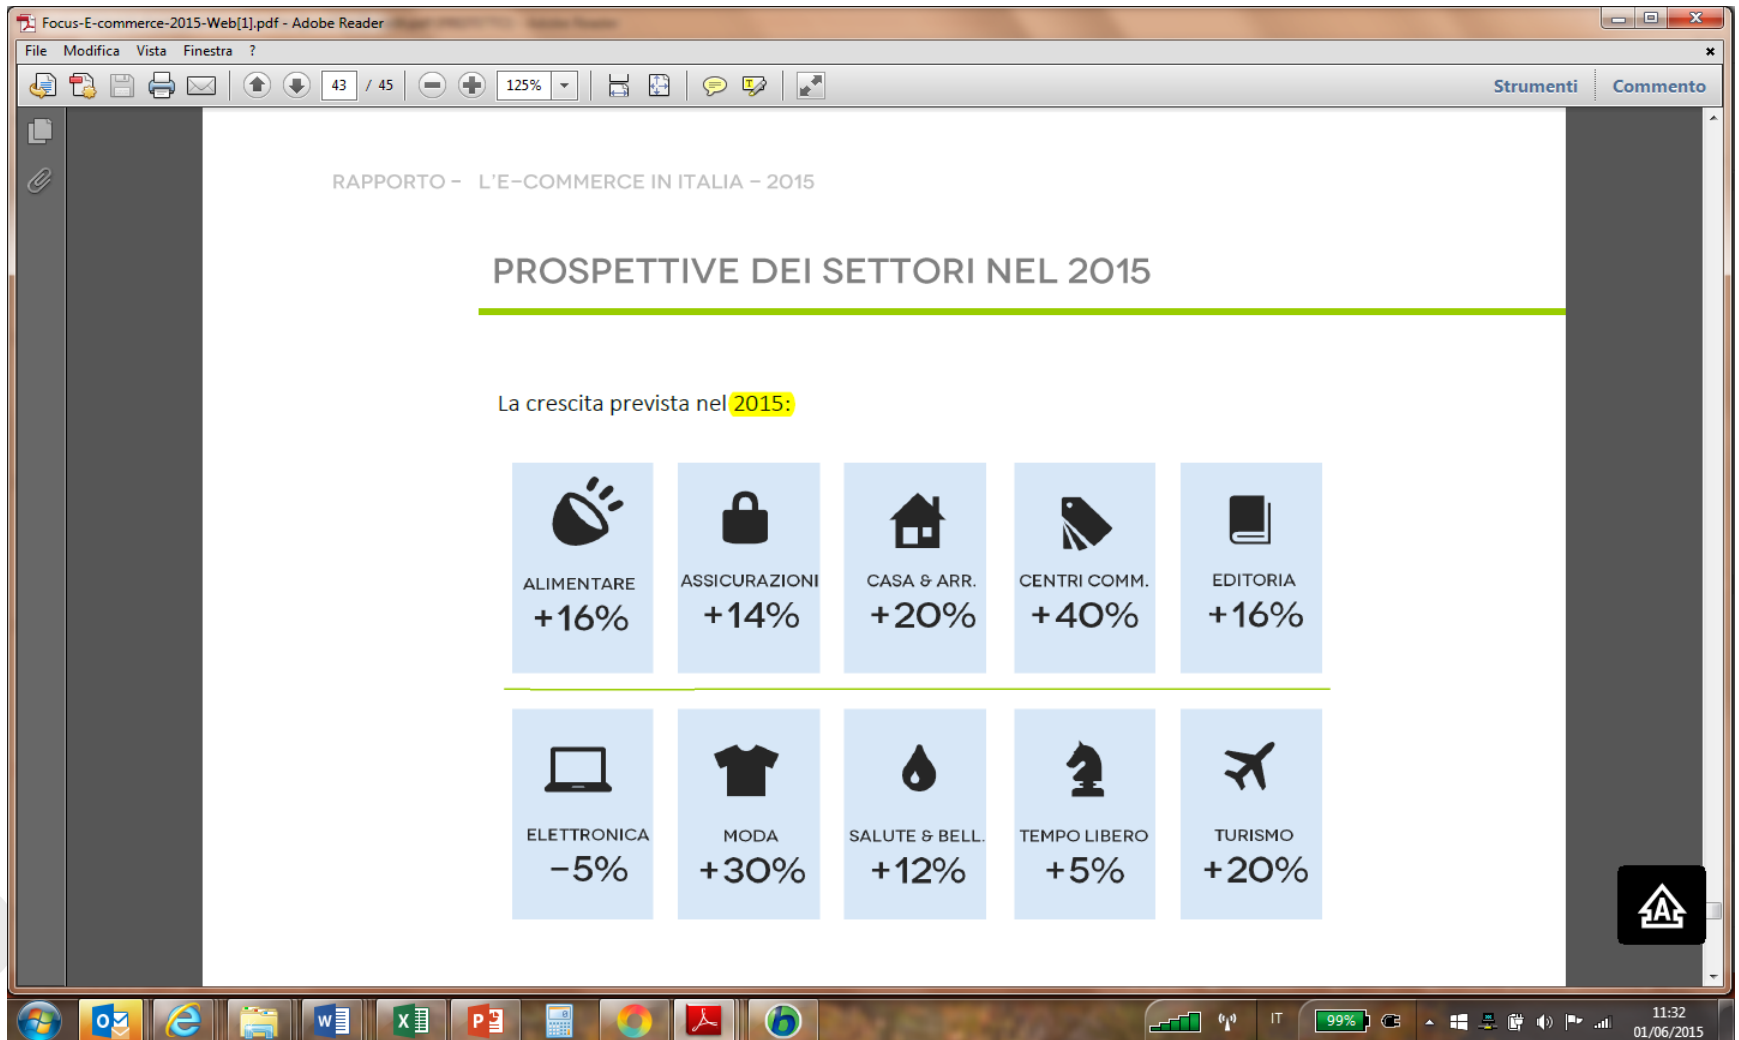 Focus-E-commerce-2015-Web[1].pdf - Adobe Reader
File Modifica Vista Finestra ?
43 / 45 125% Strumenti Commento
RAPPORTO - L'E-COMMERCE IN ITALIA - 2015
PROSPETTIVE DEI SETTORI NEL 2015
La crescita prevista nel 2015:
ALIMENTARE ASSICURAZIONI CASA & ARR. CENTRI COMM. EDITORIA
+16% +14% +20% +40% +16%
ELETTRONICA MODA SALUTE & BELL. TEMPO LIBERO TURISMO
-5% +30% +12% +5% +20%
IT 99% 11:32
01/06/2015